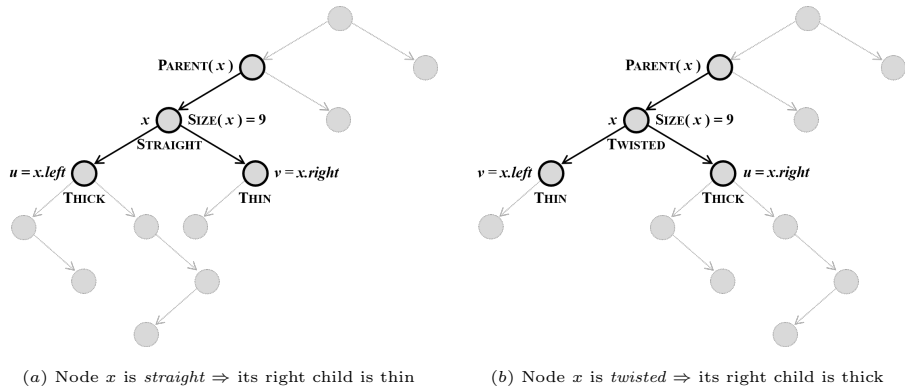 PARENT( x )
x SIZE( x ) = 9
STRAIGHT
u = x.left v = x.right
THICK THIN
(a) Node x is straight ⇒ its right child is thin
PARENT( x )
x SIZE( x ) = 9
TWISTED
v = x.left u = x.right
THIN THICK
(b) Node x is twisted ⇒ its right child is thick